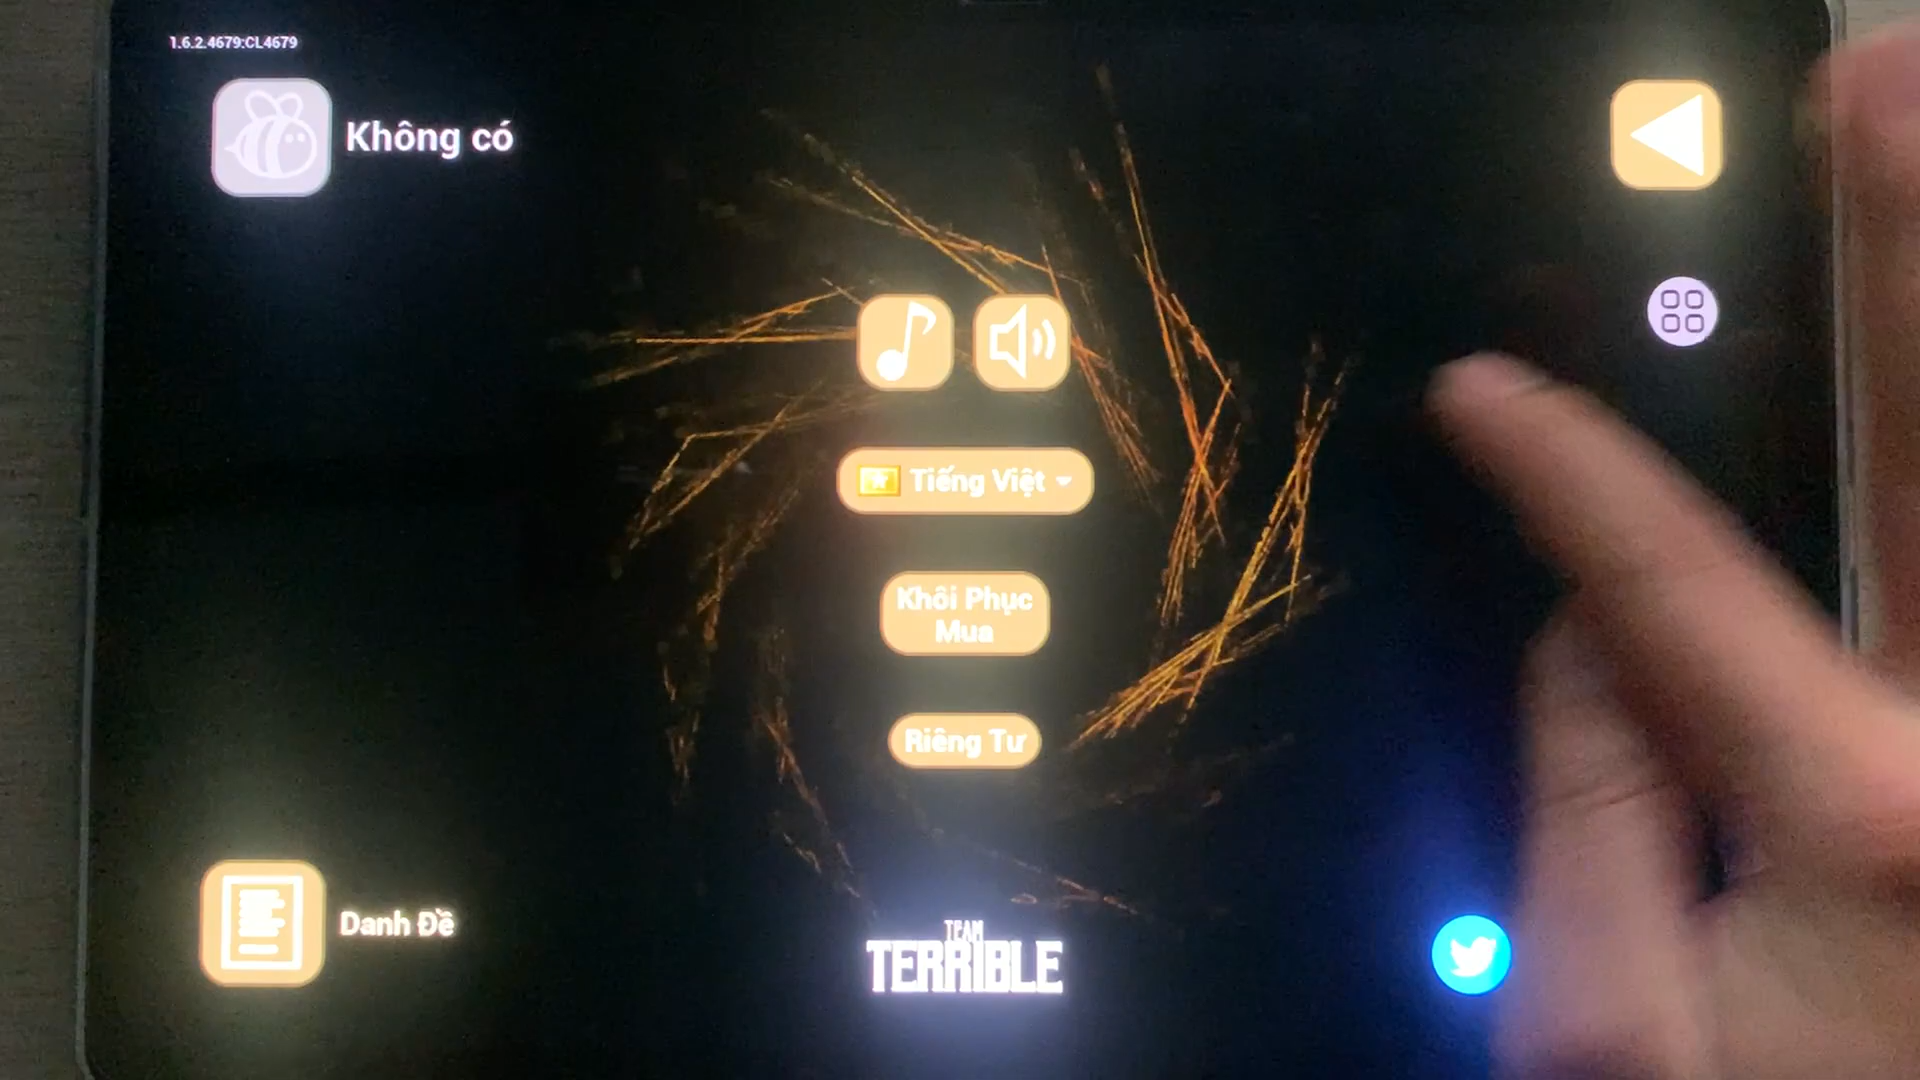 1.6.2.4679:CL4679
Không có
Tiếng Việt
Khôi Phục
Mua
Riêng Tư
Danh Đề
TEAM
TERRIBLE